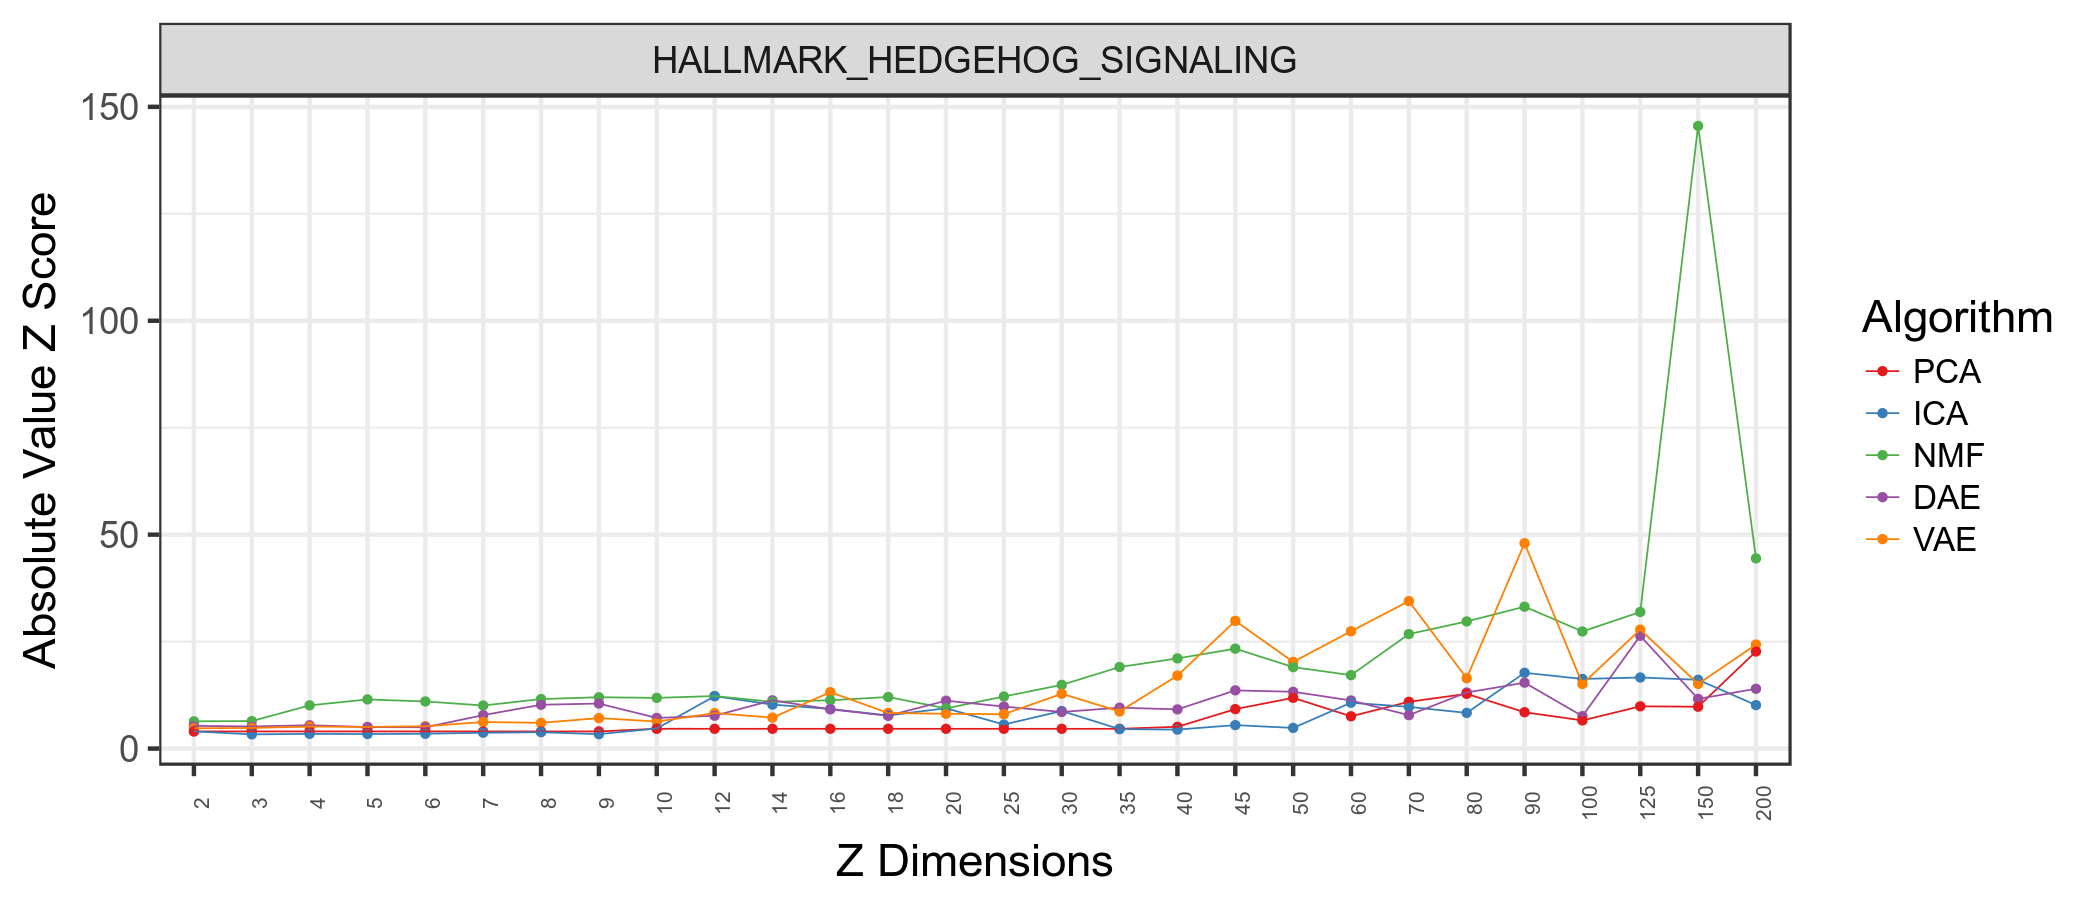 HALLMARK_HEDGEHOG_SIGNALING
Absolute Value Z Score
150
100
50
0
2 3 4 5 6 7 8 9 10 12 14 16 18 20 25 30 35 40 45 50 60 70 80 90 100 125 150 200
Z Dimensions
Algorithm
PCA
ICA
NMF
DAE
VAE